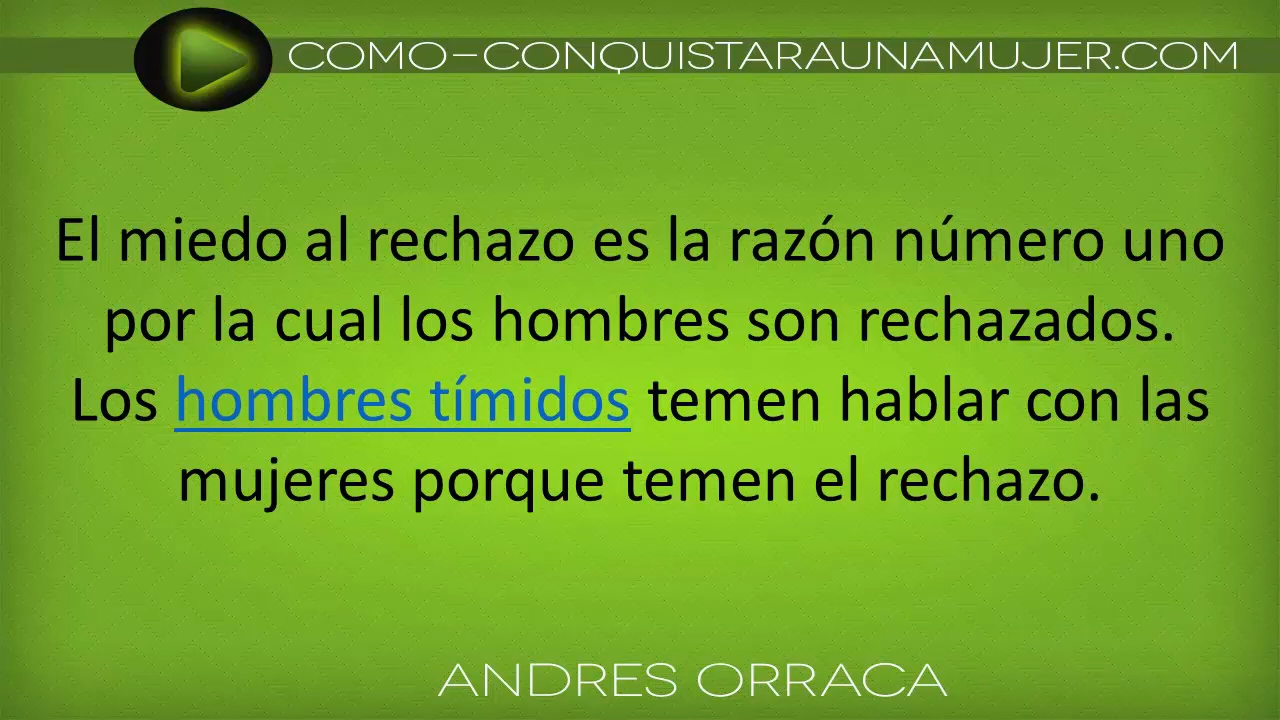 COMO-CONQUISTARAUNAMUJER.COM
El miedo al rechazo es la razón número uno
por la cual los hombres son rechazados.
Los hombres tímidos temen hablar con las
mujeres porque temen el rechazo.
ANDRES ORRACA